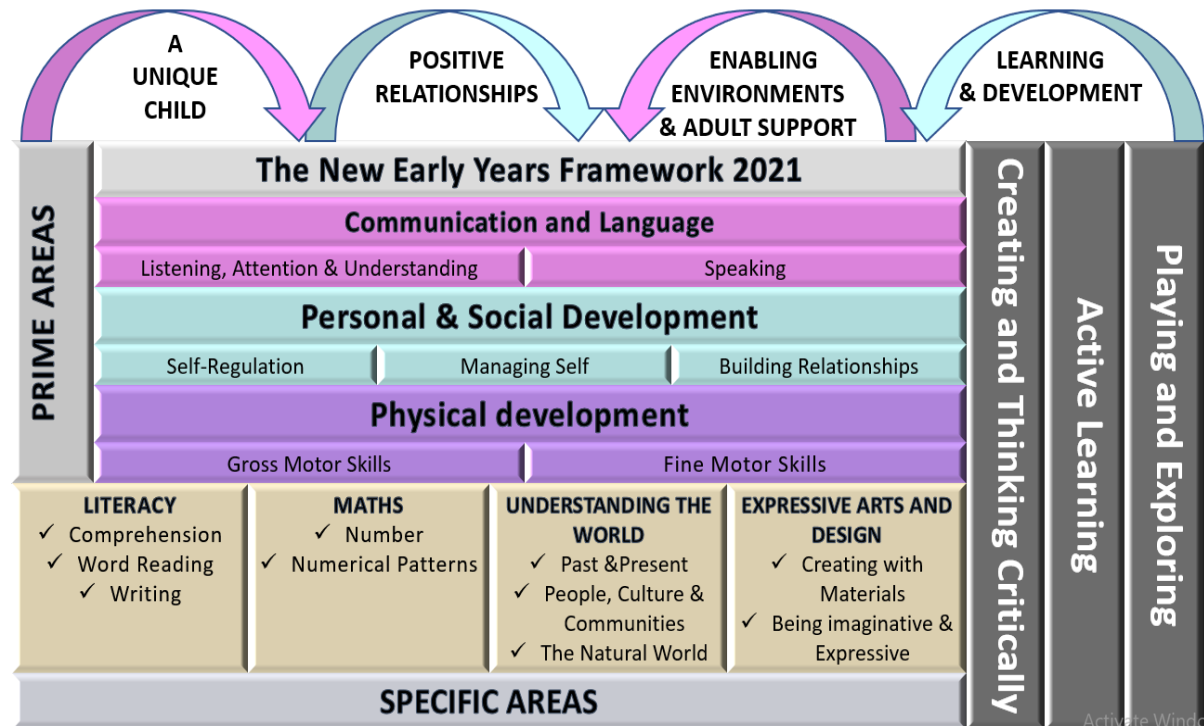 A
UNIQUE
CHILD
POSITIVE
RELATIONSHIPS
ENABLING
ENVIRONMENTS
& ADULT SUPPORT
LEARNING
& DEVELOPMENT
PRIME AREAS
The New Early Years Framework 2021
Communication and Language
Listening, Attention & Understanding
Speaking
Personal & Social Development
Self-Regulation
Managing Self
Building Relationships
Physical development
Gross Motor Skills
Fine Motor Skills
LITERACY
✓ Comprehension
✓ Word Reading
✓ Writing
MATHS
✓ Number
✓ Numerical Patterns
UNDERSTANDING THE
WORLD
✓ Past &Present
✓ People, Culture &
Communities
✓ The Natural World
EXPRESSIVE ARTS AND
DESIGN
✓ Creating with
Materials
✓ Being imaginative &
Expressive
SPECIFIC AREAS
Creating and Thinking Critically
Active Learning
Playing and Exploring
Activate Windo